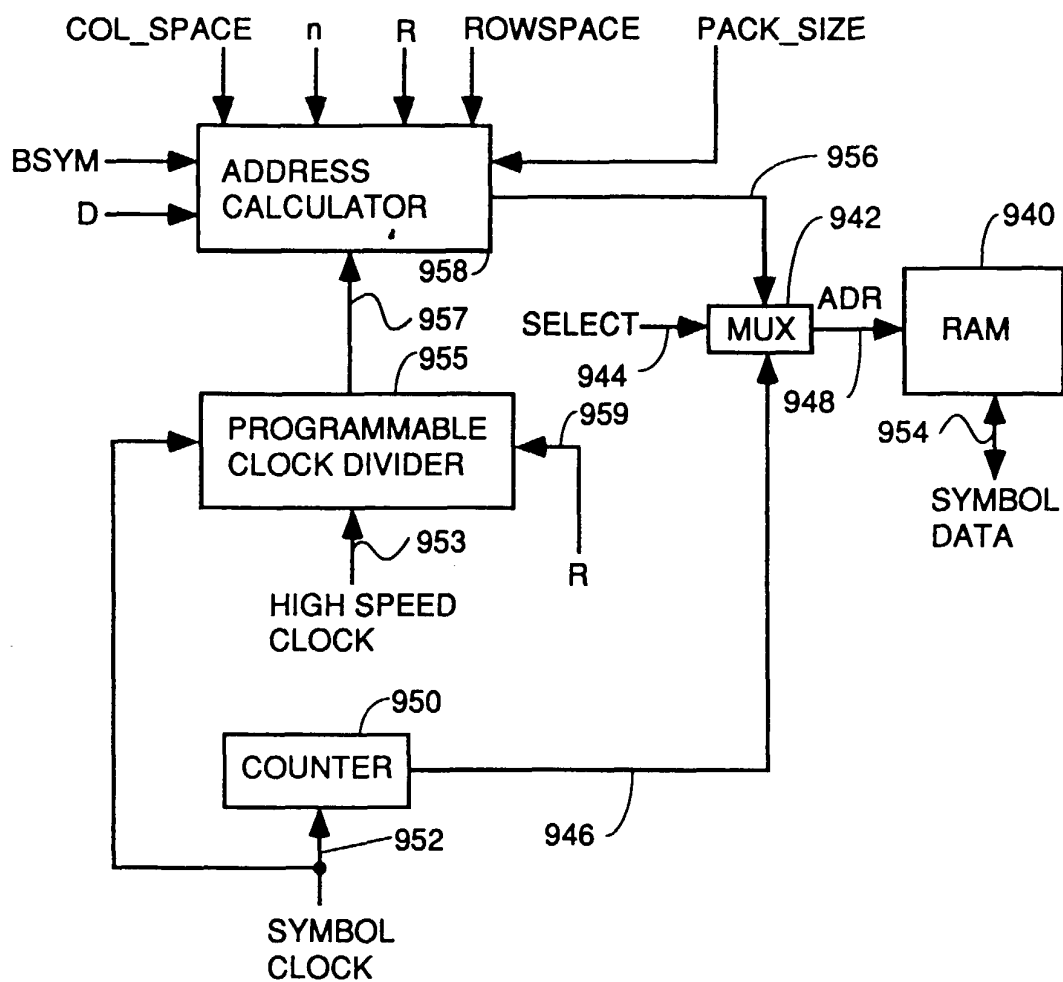 COL_SPACE n R ROWSPACE PACK_SIZE
BSYM
ADDRESS
CALCULATOR
D
956
942
940
958
957
SELECT
944
MUX
ADR
948
RAM
955
959
PROGRAMMABLE
CLOCK DIVIDER
954
SYMBOL
DATA
953
R
HIGH SPEED
CLOCK
950
COUNTER
946
952
SYMBOL
CLOCK